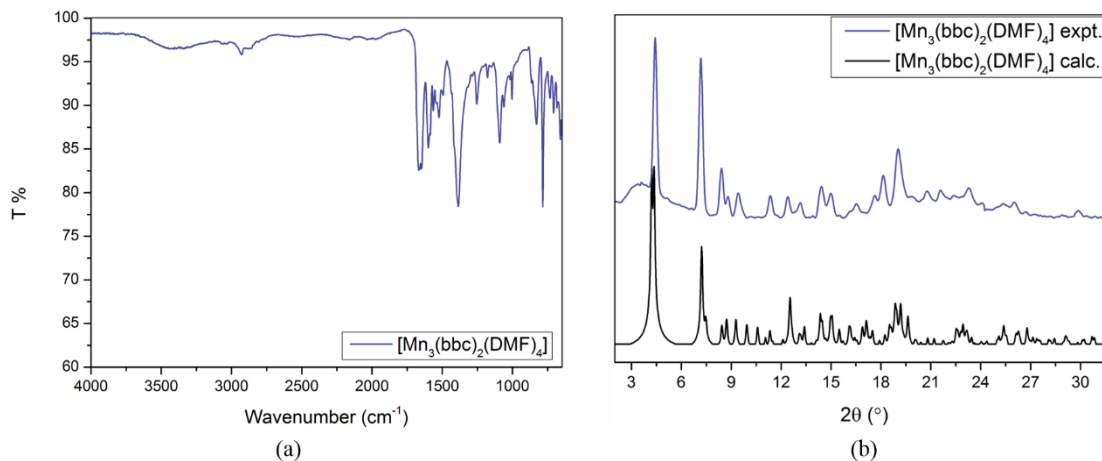 100
95
90
85
80
75
70
65
60
T %
[Mn₃(bbc)₂(DMF)₄]
4000 3500 3000 2500 2000 1500 1000
Wavenumber (cm⁻¹)
(a)
[Mn₃(bbc)₂(DMF)₄] expt.
[Mn₃(bbc)₂(DMF)₄] calc.
3 6 9 12 15 18 21 24 27 30
2θ (°)
(b)